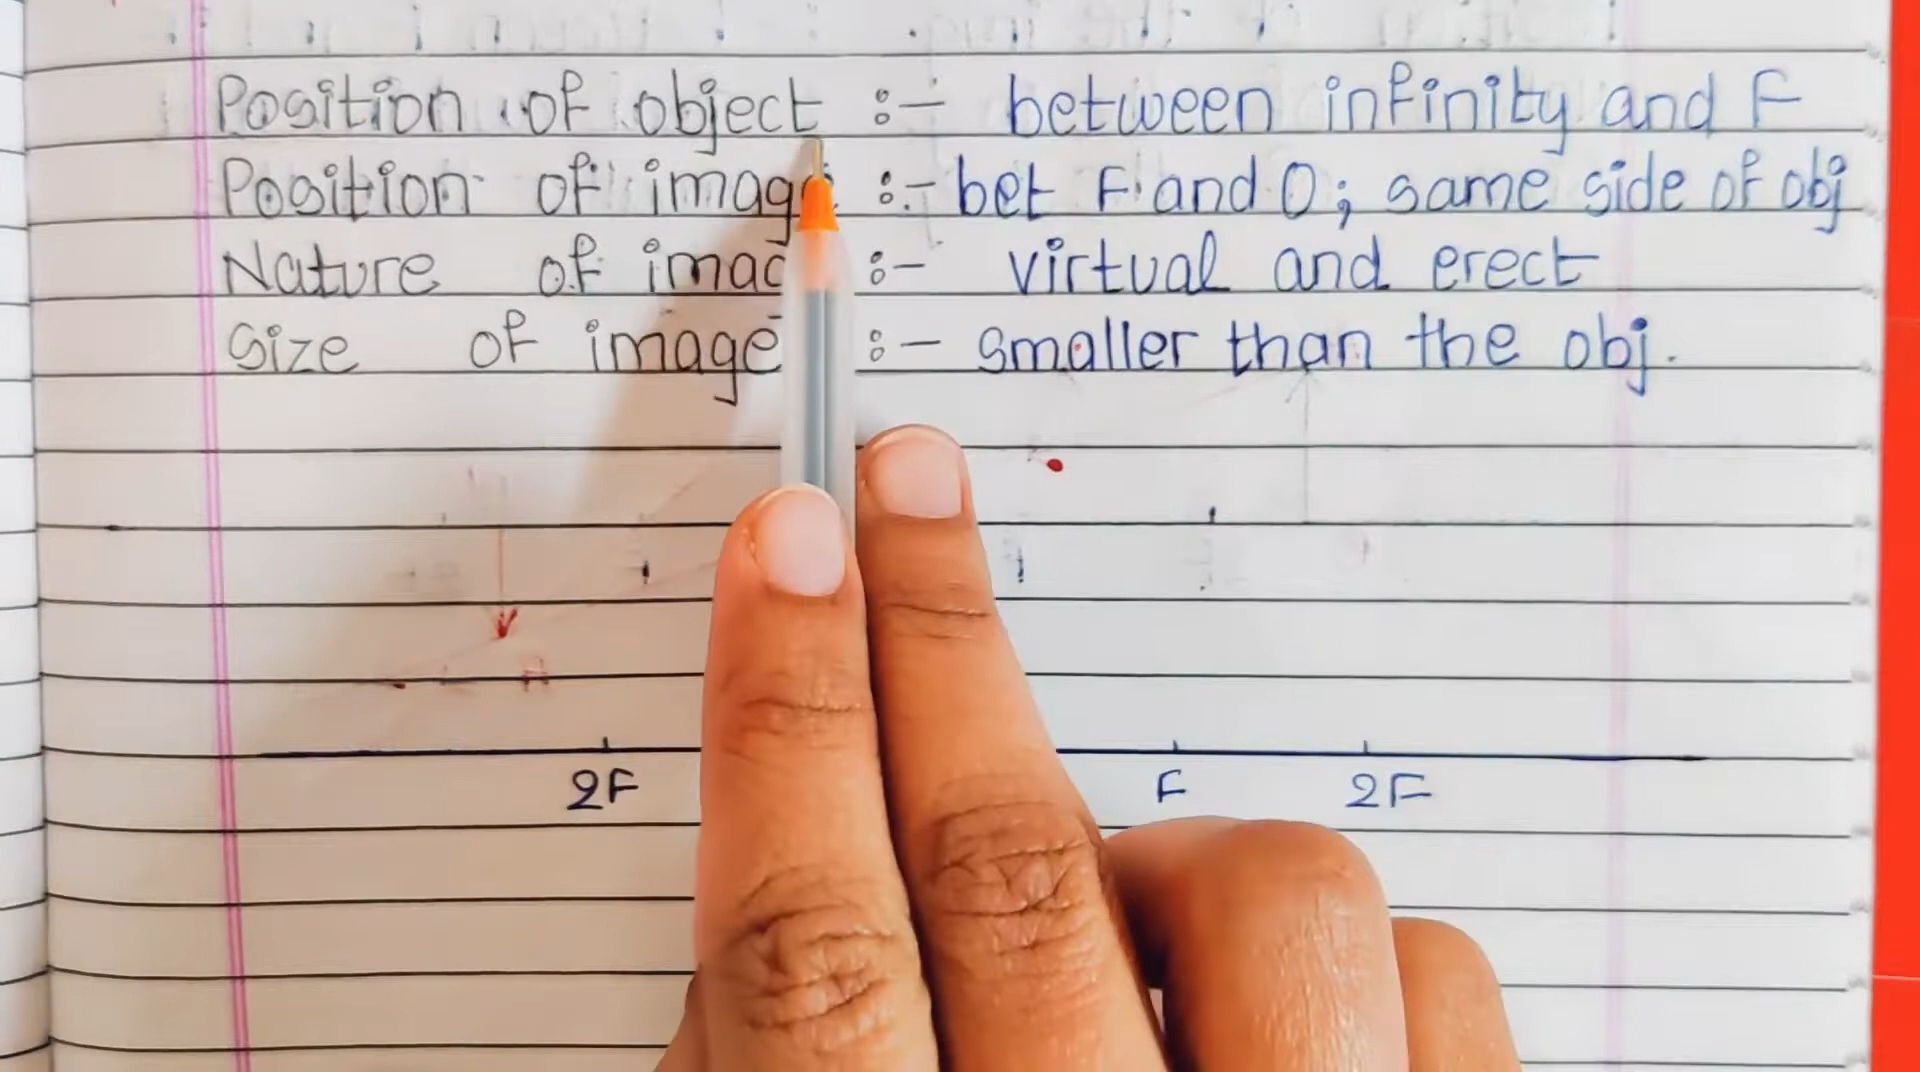 Position of object :- between infinity and F
Position of image :- bet F and O; same side of obj
Nature of imag :- virtual and erect
Size of image :- smaller than the obj.
2F F 2F